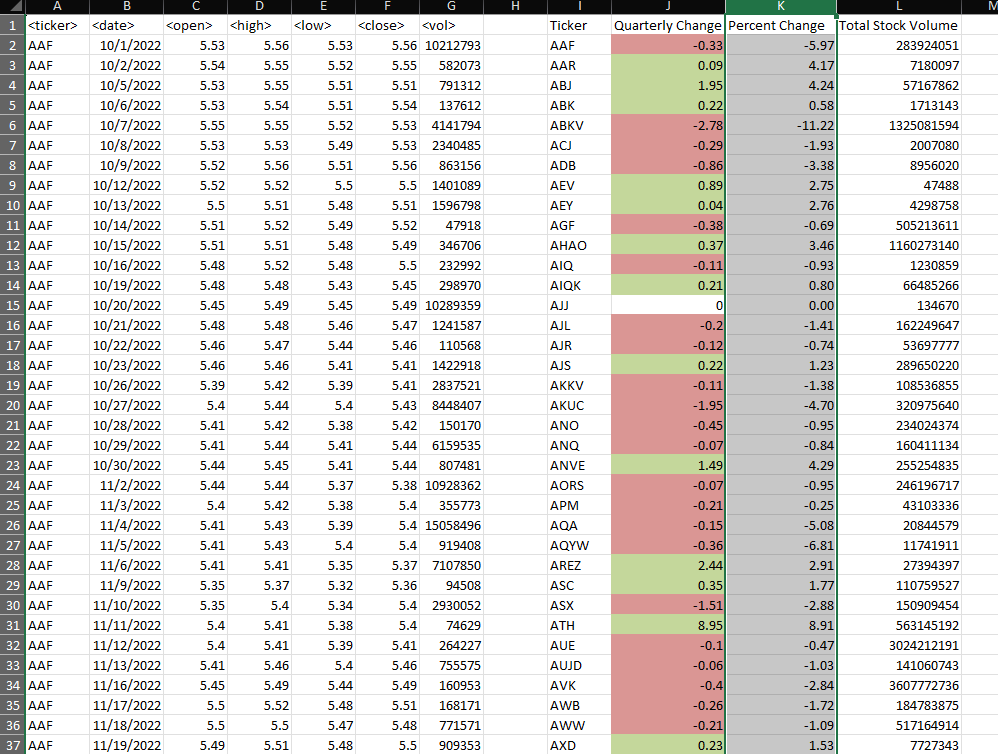 A B C D E F G H I J K L M
1 <ticker> <date> <open> <high> <low> <close> <vol> Ticker Quarterly Change Percent Change Total Stock Volume
2 AAF 10/1/2022 5.53 5.56 5.53 5.56 10212793 AAF -0.33 -5.97 283924051
3 AAF 10/2/2022 5.54 5.55 5.52 5.55 582073 AAR 0.09 4.17 7180097
4 AAF 10/5/2022 5.53 5.55 5.51 5.51 791312 ABJ 1.95 4.24 57167862
5 AAF 10/6/2022 5.53 5.54 5.51 5.54 137612 ABK 0.22 0.58 1713143
6 AAF 10/7/2022 5.55 5.55 5.52 5.53 4141794 ABKV -2.78 -11.22 1325081594
7 AAF 10/8/2022 5.53 5.53 5.49 5.53 2340485 ACJ -0.29 -1.93 2007080
8 AAF 10/9/2022 5.52 5.56 5.51 5.56 863156 ADB -0.86 -3.38 8956020
9 AAF 10/12/2022 5.52 5.52 5.5 5.5 1401089 AEV 0.89 2.75 47488
10 AAF 10/13/2022 5.5 5.51 5.48 5.51 1596798 AEY 0.04 2.76 4298758
11 AAF 10/14/2022 5.51 5.52 5.49 5.52 47918 AGF -0.38 -0.69 505213611
12 AAF 10/15/2022 5.51 5.51 5.48 5.49 346706 AHAO 0.37 3.46 1160273140
13 AAF 10/16/2022 5.48 5.52 5.48 5.5 232992 AIQ -0.11 -0.93 1230859
14 AAF 10/19/2022 5.48 5.48 5.43 5.45 298970 AIQK 0.21 0.80 66485266
15 AAF 10/20/2022 5.45 5.49 5.45 5.49 10289359 AJJ 0 0.00 134670
16 AAF 10/21/2022 5.48 5.48 5.46 5.47 1241587 AJL -0.2 -1.41 162249647
17 AAF 10/22/2022 5.46 5.47 5.44 5.46 110568 AJR -0.12 -0.74 53697777
18 AAF 10/23/2022 5.46 5.46 5.41 5.41 1422918 AJS 0.22 1.23 289650220
19 AAF 10/26/2022 5.39 5.42 5.39 5.41 2837521 AKKV -0.11 -1.38 108536855
20 AAF 10/27/2022 5.4 5.44 5.4 5.43 8448407 AKUC -1.95 -4.70 320975640
21 AAF 10/28/2022 5.41 5.42 5.38 5.42 150170 ANO -0.45 -0.95 234024374
22 AAF 10/29/2022 5.41 5.44 5.41 5.44 6159535 ANQ -0.07 -0.84 160411134
23 AAF 10/30/2022 5.44 5.45 5.41 5.44 807481 ANVE 1.49 4.29 255254835
24 AAF 11/2/2022 5.44 5.44 5.37 5.38 10928362 AORS -0.07 -0.95 246196717
25 AAF 11/3/2022 5.4 5.42 5.38 5.4 355773 APM -0.21 -0.25 43103336
26 AAF 11/4/2022 5.41 5.43 5.39 5.4 15058496 AQA -0.15 -5.08 20844579
27 AAF 11/5/2022 5.41 5.43 5.4 5.4 919408 AQYW -0.36 -6.81 11741911
28 AAF 11/6/2022 5.41 5.41 5.35 5.37 7107850 AREZ 2.44 2.91 27394397
29 AAF 11/9/2022 5.35 5.37 5.32 5.36 94508 ASC 0.35 1.77 110759527
30 AAF 11/10/2022 5.35 5.4 5.34 5.4 2930052 ASX -1.51 -2.88 150909454
31 AAF 11/11/2022 5.4 5.41 5.38 5.4 74629 ATH 8.95 8.91 563145192
32 AAF 11/12/2022 5.4 5.41 5.39 5.41 264227 AUE -0.1 -0.47 3024212191
33 AAF 11/13/2022 5.41 5.46 5.4 5.46 755575 AUJD -0.06 -1.03 141060743
34 AAF 11/16/2022 5.45 5.49 5.44 5.49 160953 AVK -0.4 -2.84 3607772736
35 AAF 11/17/2022 5.5 5.52 5.48 5.51 168171 AWB -0.26 -1.72 184783875
36 AAF 11/18/2022 5.5 5.5 5.47 5.48 771571 AWW -0.21 -1.09 517164914
37 AAF 11/19/2022 5.49 5.51 5.48 5.5 909353 AXD 0.23 1.53 7727343